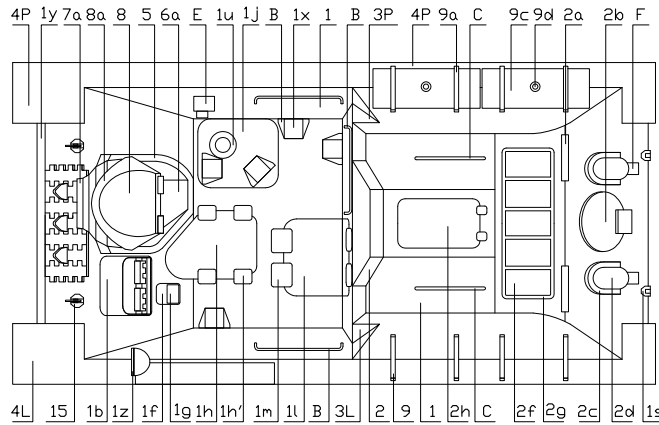 4P 1y 7a 8a 8 5 6a E 1u 1j B 1x 1 B 3P 4P 9a C 9c 9d 2a 2b F
4L 15 1b 1z 1f 1g 1h 1h' 1m 1l B 3L 2 9 1 2h C 2f 2g 2c 2d 1s